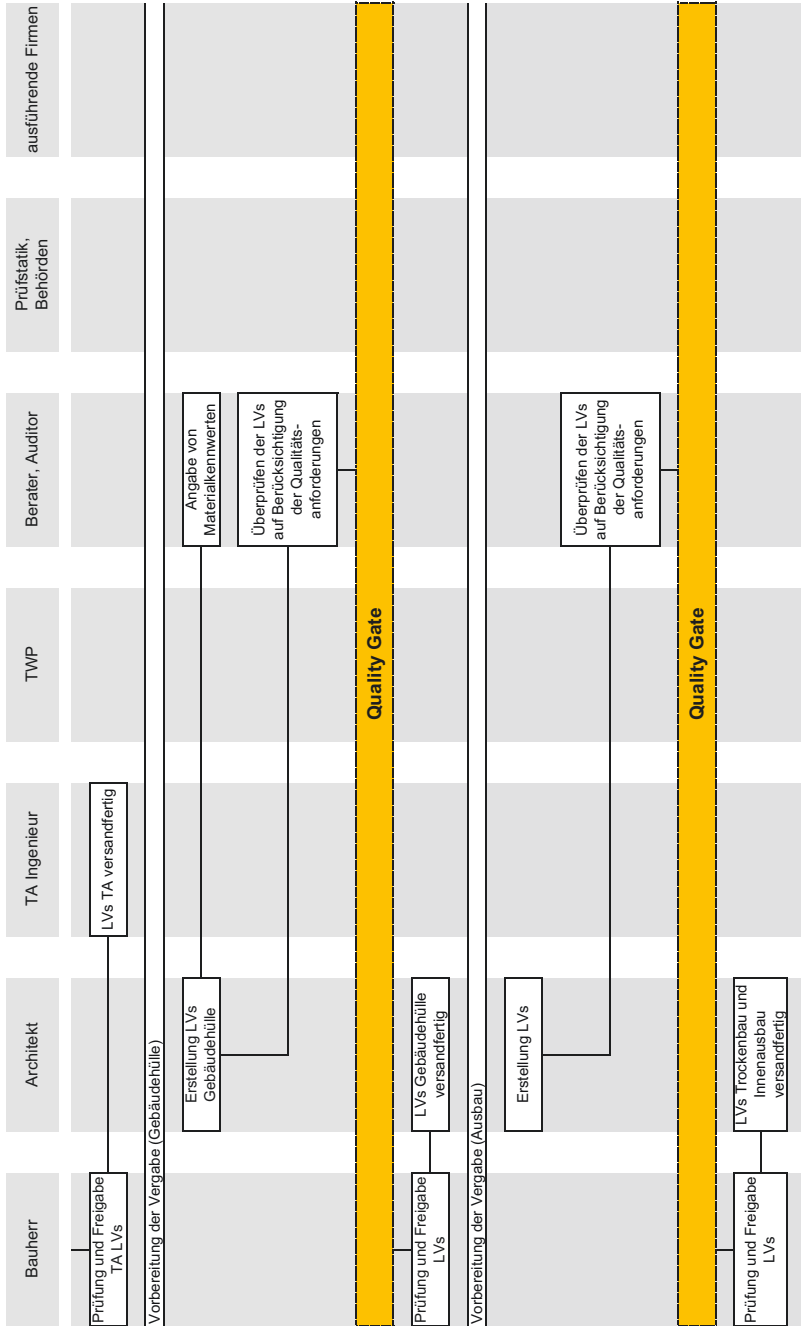 Bauherr
Architekt
TA Ingenieur
TWP
Berater, Auditor
Prüfstatik,
Behörden
ausführende Firmen
Prüfung und Freigabe
TA LVs
LVs TA versandfertig
Vorbereitung der Vergabe (Gebäudehülle)
Erstellung LVs
Gebäudehülle
Angabe von
Materialkennwerten
Überprüfen der LVs
auf Berücksichtigung
der Qualitäts-
anforderungen
Quality Gate
Prüfung und Freigabe
LVs
LVs Gebäudehülle
versandfertig
Vorbereitung der Vergabe (Ausbau)
Erstellung LVs
Überprüfen der LVs
auf Berücksichtigung
der Qualitäts-
anforderungen
Quality Gate
Prüfung und Freigabe
LVs
LVs Trockenbau und
Innenausbau
versandfertig